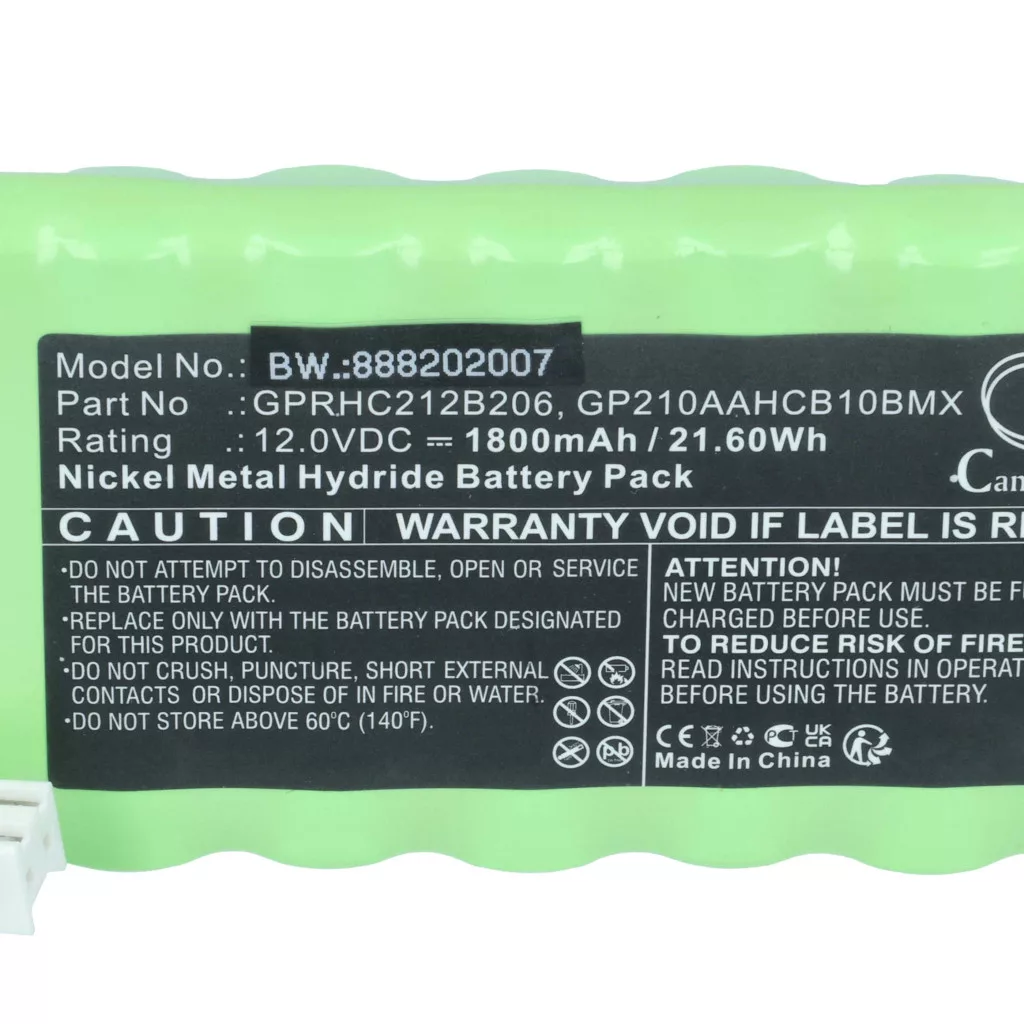 Model No.: BW.:888202007
Part No .: GPRHC212B206, GP210AAHCB10BMX
Rating .: 12.0VDC ⎓ 1800mAh / 21.60Wh
Nickel Metal Hydride Battery Pack
Can
CAUTION WARRANTY VOID IF LABEL IS
•DO NOT ATTEMPT TO DISASSEMBLE, OPEN OR SERVICE
THE BATTERY PACK.
•REPLACE ONLY WITH THE BATTERY PACK DESIGNATED
FOR THIS PRODUCT.
•DO NOT CRUSH, PUNCTURE, SHORT EXTERNAL
CONTACTS OR DISPOSE OF IN FIRE OR WATER.
•DO NOT STORE ABOVE 60°C (140°F).
Pb
ATTENTION!
NEW BATTERY PACK MUST BE
CHARGED BEFORE USE.
TO REDUCE RISK OF FIRE
READ INSTRUCTIONS IN OPERAT
BEFORE USING THE BATTERY.
CE UK CA
Made In China